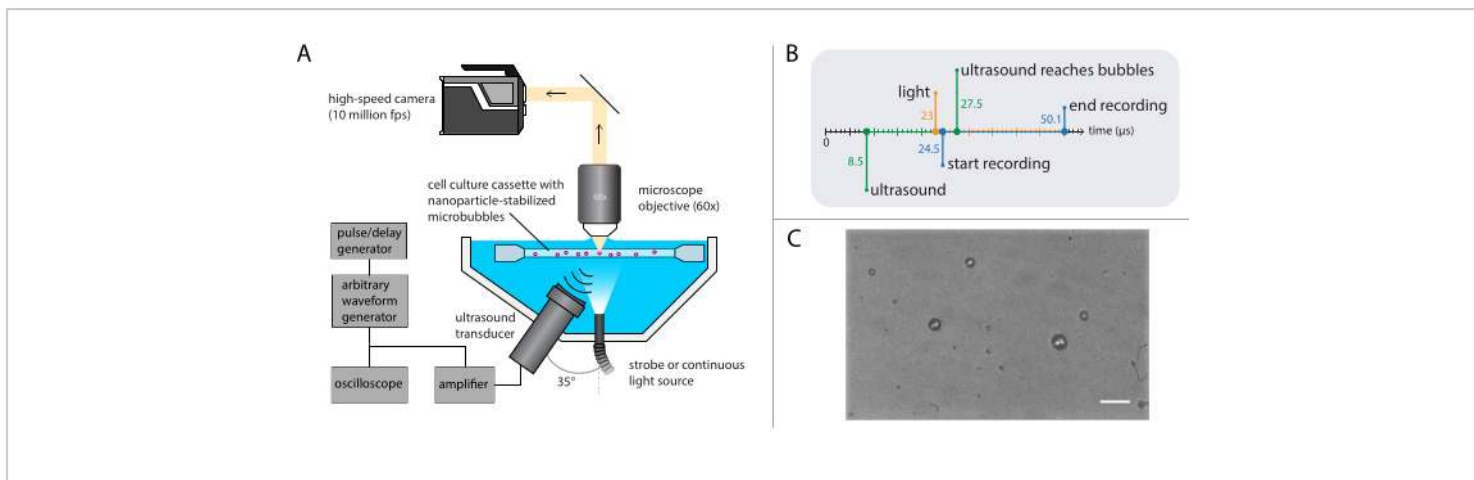 A
high-speed camera
(10 million fps)
cell culture cassette with
nanoparticle-stabilized
microbubbles
microscope
objective (60x)
pulse/delay
generator
arbitrary
waveform
generator
ultrasound
transducer
oscilloscope
amplifier
35°
strobe or continuous
light source
B
ultrasound reaches bubbles
light
27.5
end recording
23
50.1
time (µs)
0
8.5
24.5
start recording
ultrasound
C